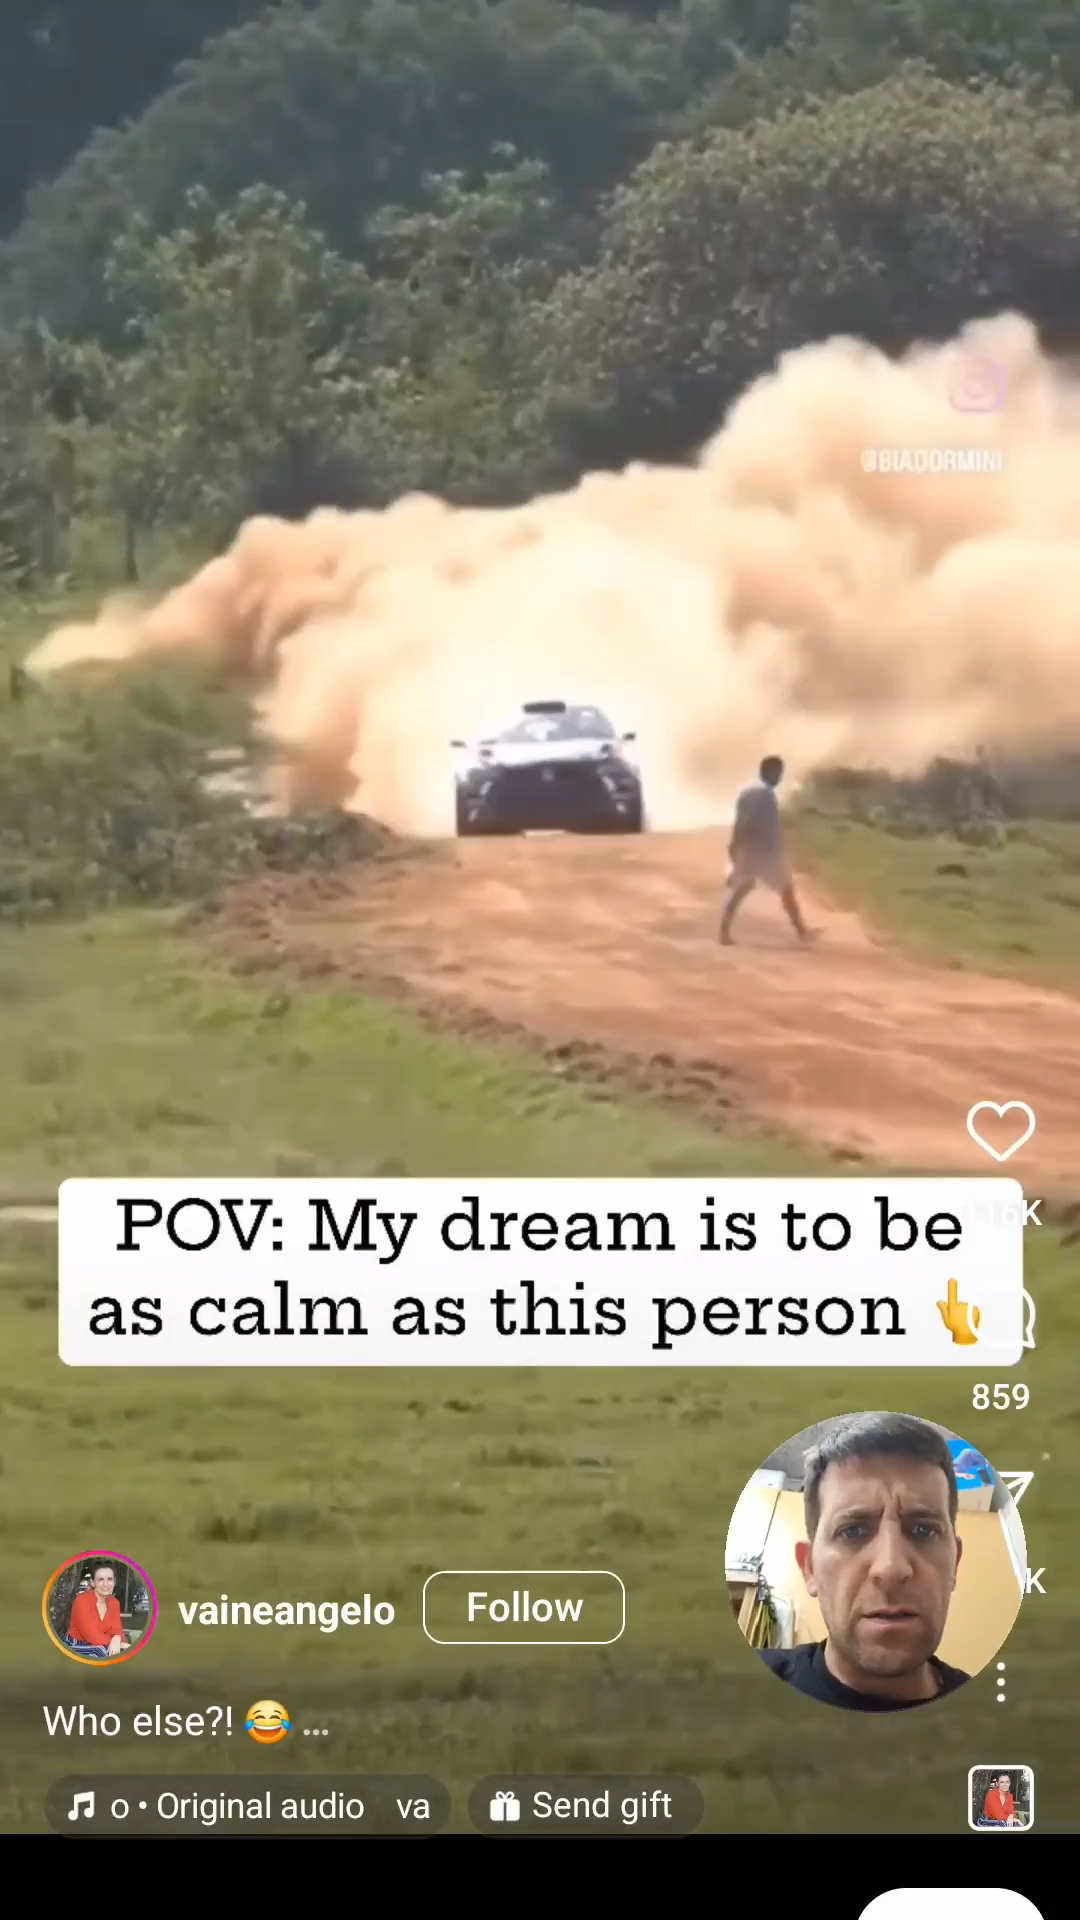 @BIADORMINI
POV: My dream is to be
as calm as this person 👆
859
K
vaineangelo
Follow
Who else?! 😂 ...
o • Original audio va
Send gift